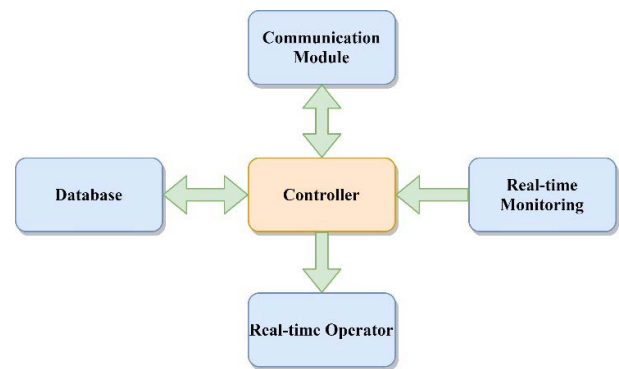 Communication
Module
Database
Controller
Real-time
Monitoring
Real-time Operator